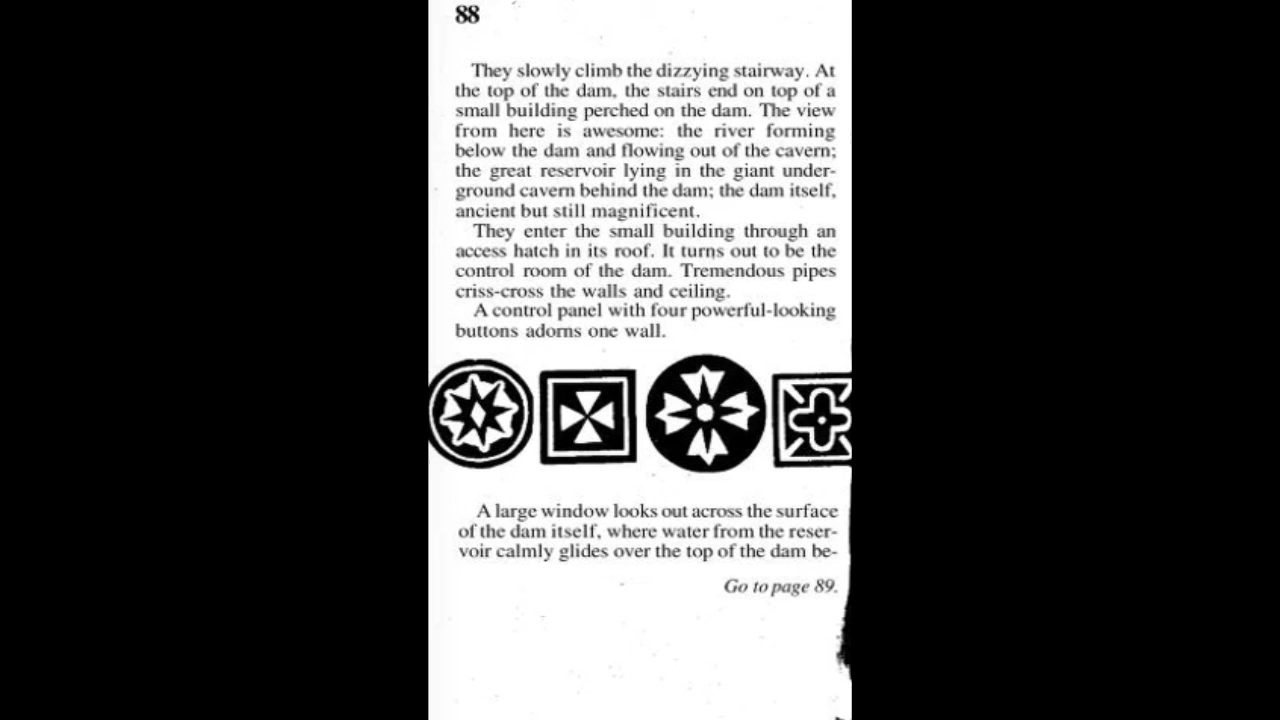 88
They slowly climb the dizzying stairway. At
the top of the dam, the stairs end on top of a
small building perched on the dam. The view
from here is awesome: the river forming
below the dam and flowing out of the cavern;
the great reservoir lying in the giant under-
ground cavern behind the dam; the dam itself,
ancient but still magnificent.
They enter the small building through an
access hatch in its roof. It turns out to be the
control room of the dam. Tremendous pipes
criss-cross the walls and ceiling.
A control panel with four powerful-looking
buttons adorns one wall.
A large window looks out across the surface
of the dam itself, where water from the reser-
voir calmly glides over the top of the dam be-
Go to page 89.